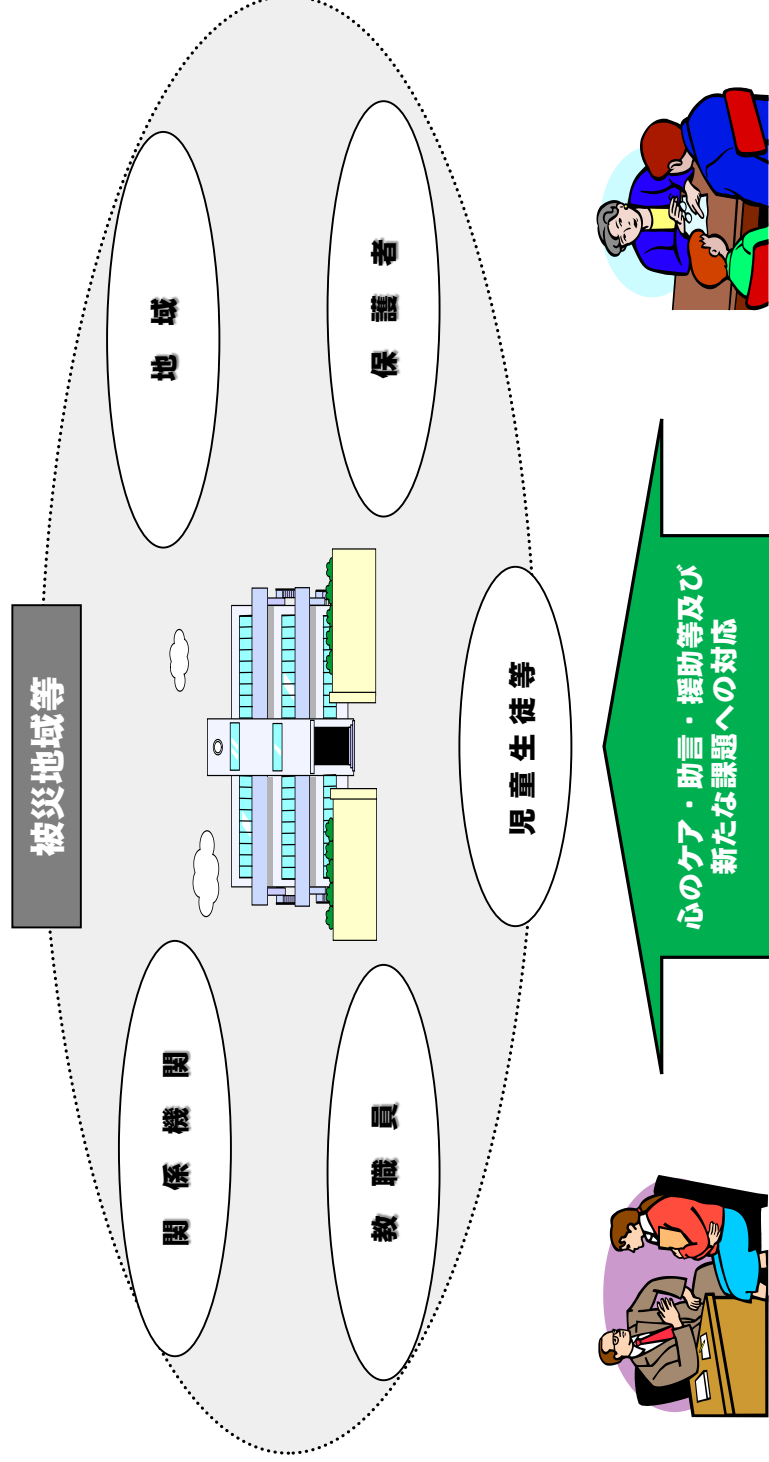 被災地域等
関係機関
地域
教職員
保護者
児童生徒等
心のケア・助言・援助等及び
新たな課題への対応